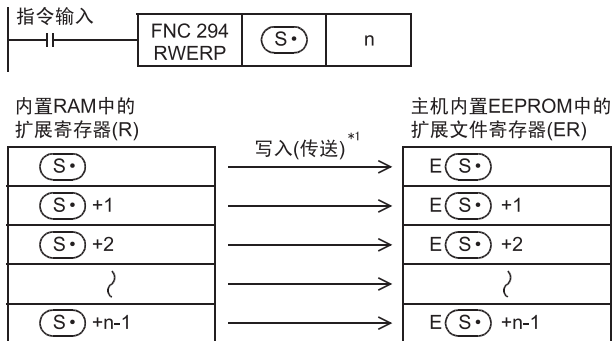 指令输入
FNC 294
RWERP
S•
n
内置RAM中的
扩展寄存器(R)
主机内置EEPROM中的
扩展文件寄存器(ER)
写入(传送)*1
S•
E S•
S• +1
E S• +1
S• +2
E S• +2
S• +n-1
E S• +n-1